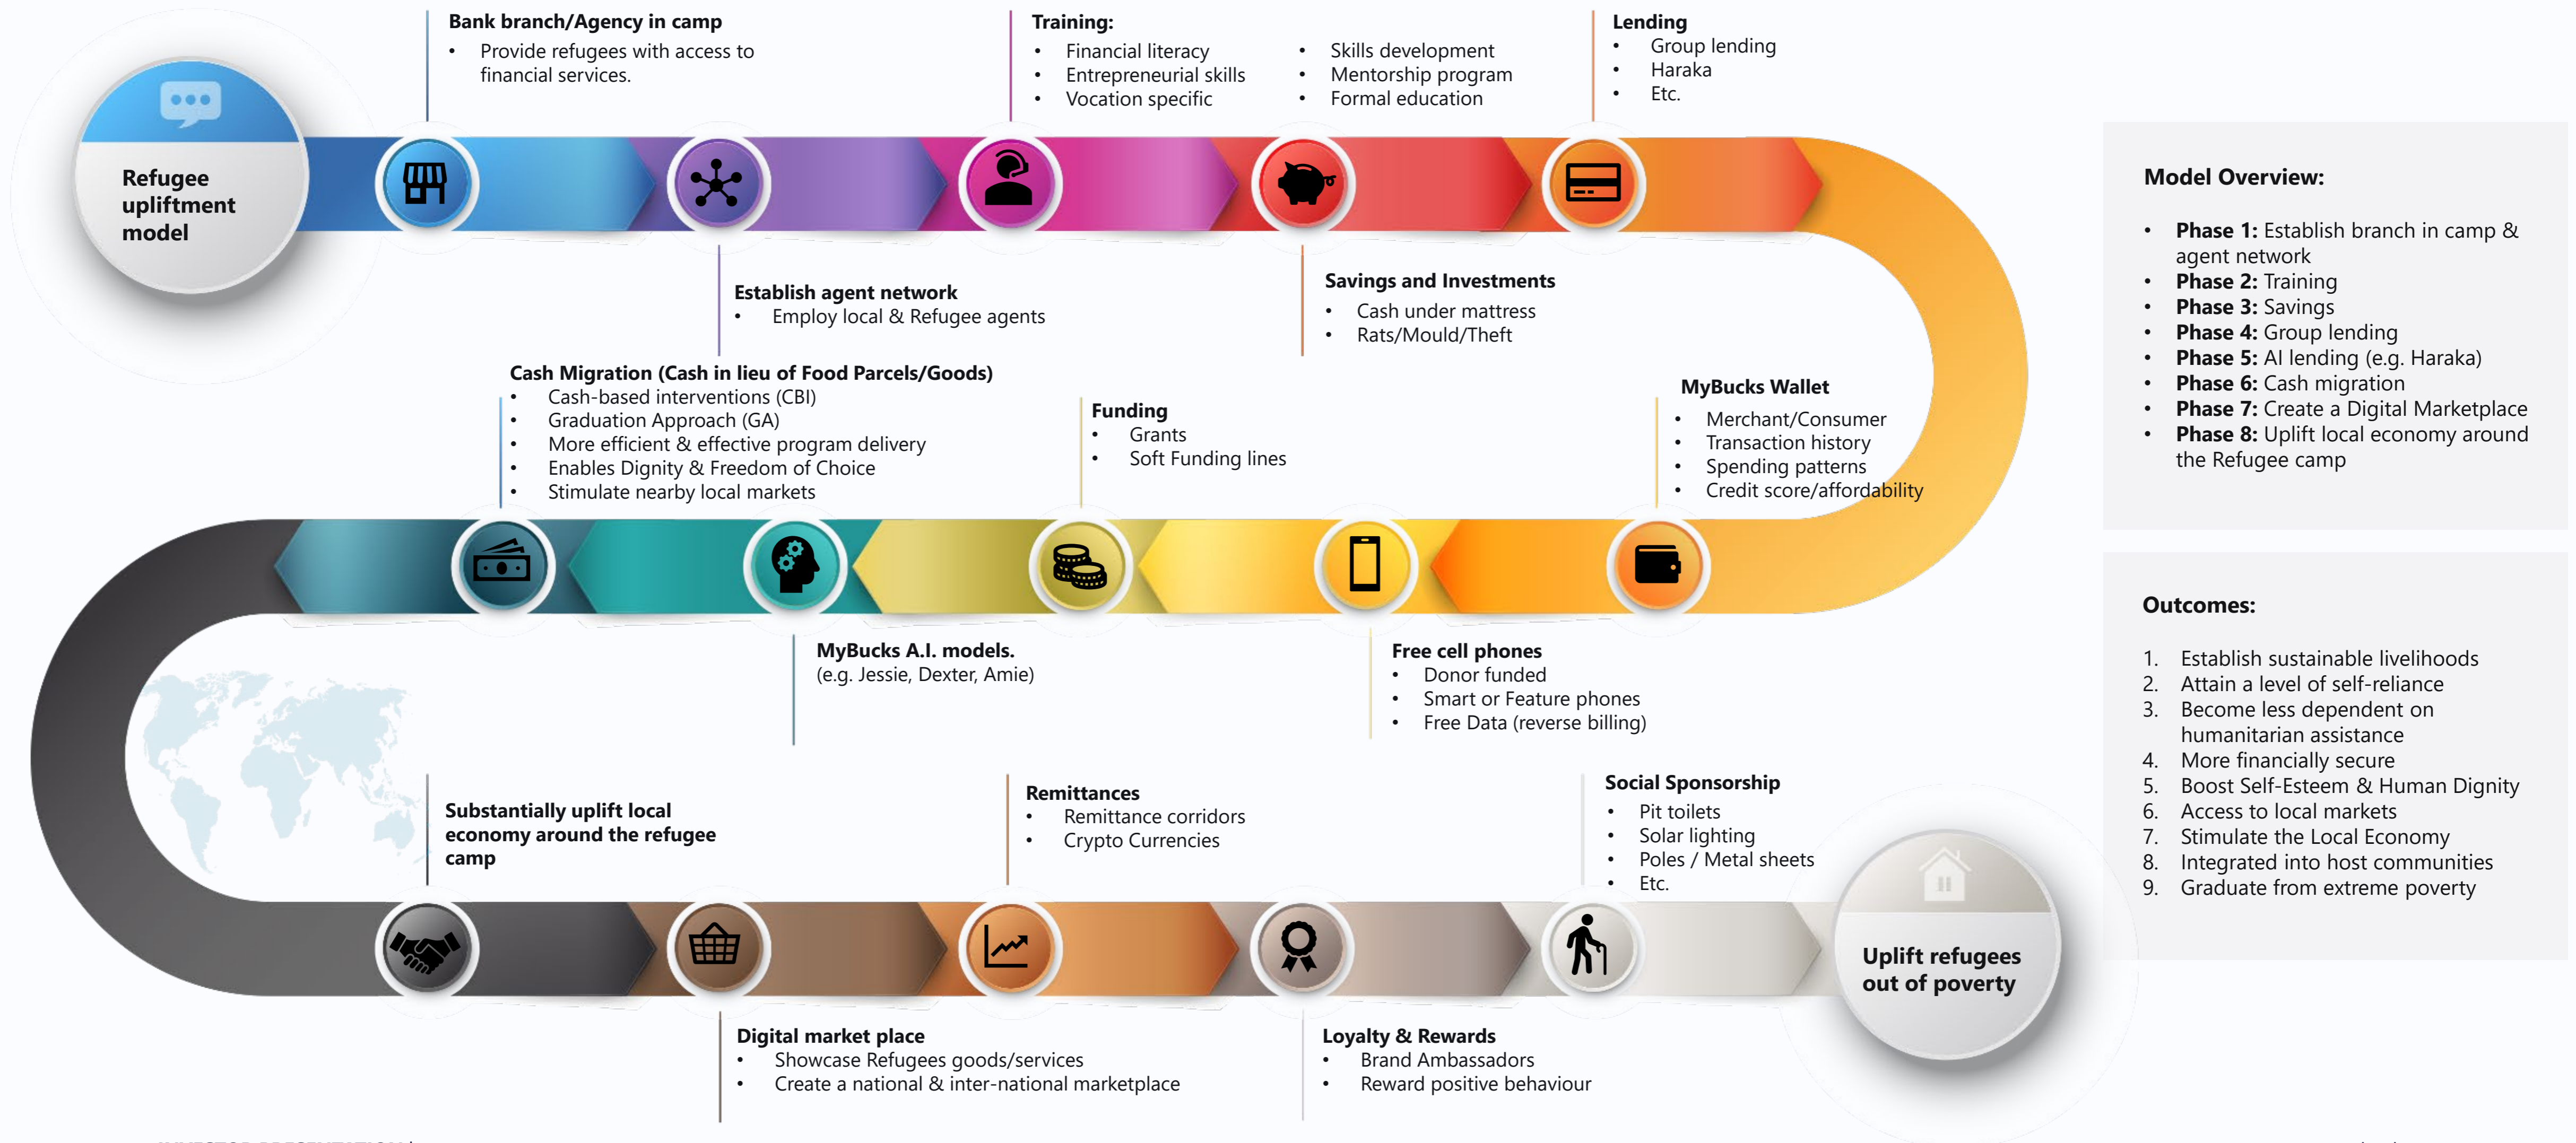 Bank branch/Agency in camp
• Provide refugees with access to
financial services.
Training:
• Financial literacy
• Entrepreneurial skills
• Vocation specific
• Skills development
• Mentorship program
• Formal education
Lending
• Group lending
• Haraka
• Etc.
Refugee
upliftment
model
Establish agent network
• Employ local & Refugee agents
Savings and Investments
• Cash under mattress
• Rats/Mould/Theft
Cash Migration (Cash in lieu of Food Parcels/Goods)
• Cash-based interventions (CBI)
• Graduation Approach (GA)
• More efficient & effective program delivery
• Enables Dignity & Freedom of Choice
• Stimulate nearby local markets
Funding
• Grants
• Soft Funding lines
MyBucks Wallet
• Merchant/Consumer
• Transaction history
• Spending patterns
• Credit score/affordability
MyBucks A.I. models.
(e.g. Jessie, Dexter, Amie)
Free cell phones
• Donor funded
• Smart or Feature phones
• Free Data (reverse billing)
Substantially uplift local
economy around the refugee
camp
Remittances
• Remittance corridors
• Crypto Currencies
Social Sponsorship
• Pit toilets
• Solar lighting
• Poles / Metal sheets
• Etc.
Uplift refugees
out of poverty
Digital market place
• Showcase Refugees goods/services
• Create a national & inter-national marketplace
Loyalty & Rewards
• Brand Ambassadors
• Reward positive behaviour
Model Overview:
• Phase 1: Establish branch in camp &
agent network
• Phase 2: Training
• Phase 3: Savings
• Phase 4: Group lending
• Phase 5: AI lending (e.g. Haraka)
• Phase 6: Cash migration
• Phase 7: Create a Digital Marketplace
• Phase 8: Uplift local economy around
the Refugee camp
Outcomes:
1. Establish sustainable livelihoods
2. Attain a level of self-reliance
3. Become less dependent on
humanitarian assistance
4. More financially secure
5. Boost Self-Esteem & Human Dignity
6. Access to local markets
7. Stimulate the Local Economy
8. Integrated into host communities
9. Graduate from extreme poverty